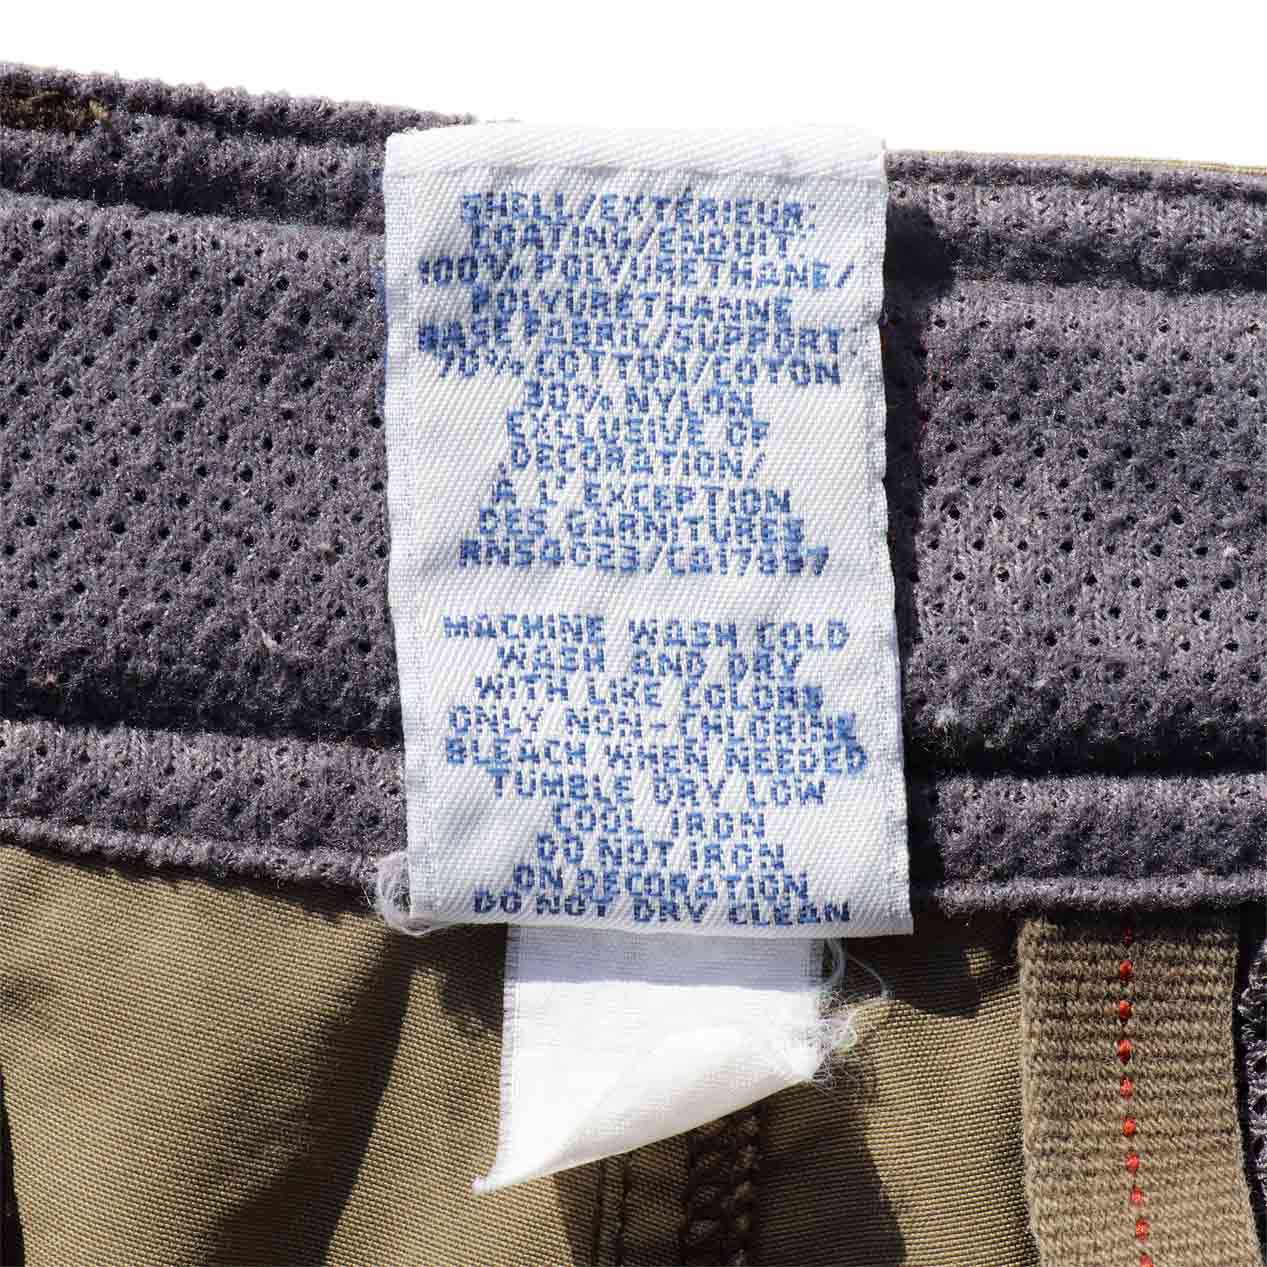 SHELL/EXTÉRIEUR:
COATING/ENDUIT
100% POLYURETHANE/
POLYURÉTHANNE
BASE FABRIC/SUPPORT
70% COTTON/COTON
30% NYLON
EXCLUSIVE OF
DECORATION/
À L'EXCEPTION
DES GARNITURES
MACHINE WASH COLD
WASH AND DRY
WITH LIKE COLORS
ONLY NON-CHLORINE
BLEACH WHEN NEEDED
TUMBLE DRY LOW
COOL IRON
DO NOT IRON
ON DECORATION
DO NOT DRY CLEAN